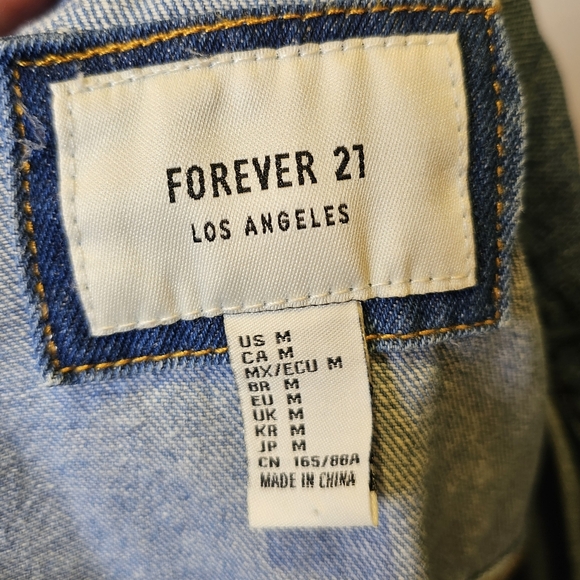 FOREVER 21
LOS ANGELES
US M
CA M
MX/ECU M
BR M
EU M
UK M
KR M
JP M
CN 165/88A
MADE IN CHINA